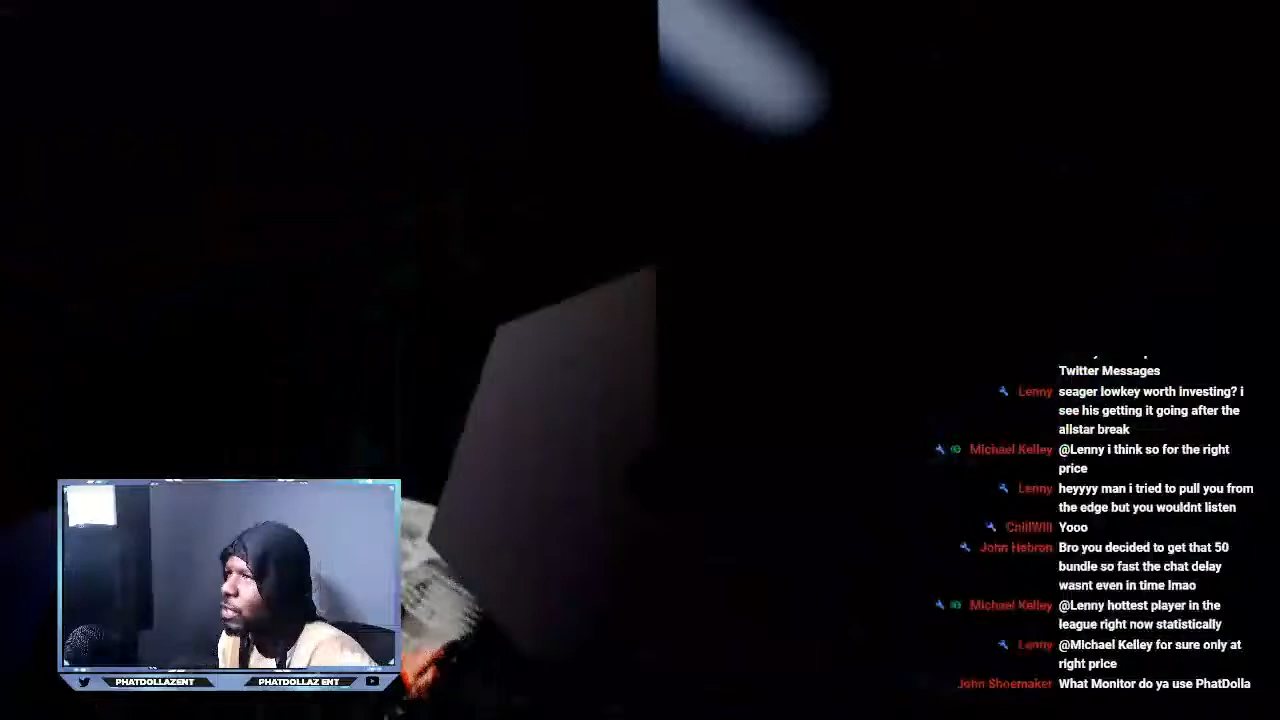 Twitter Messages
Lenny seager lowkey worth investing? i
see his getting it going after the
allstar break
Michael Kelley @Lenny i think so for the right
price
Lenny heyyyy man i tried to pull you from
the edge but you wouldnt listen
ChillWill Yooo
John Hebron Bro you decided to get that 50
bundle so fast the chat delay
wasnt even in time lmao
Michael Kelley @Lenny hottest player in the
league right now statistically
Lenny @Michael Kelley for sure only at
right price
John Shoemaker What Monitor do ya use PhatDolla
PHATDOLLAZENT PHATDOLLAZ ENT